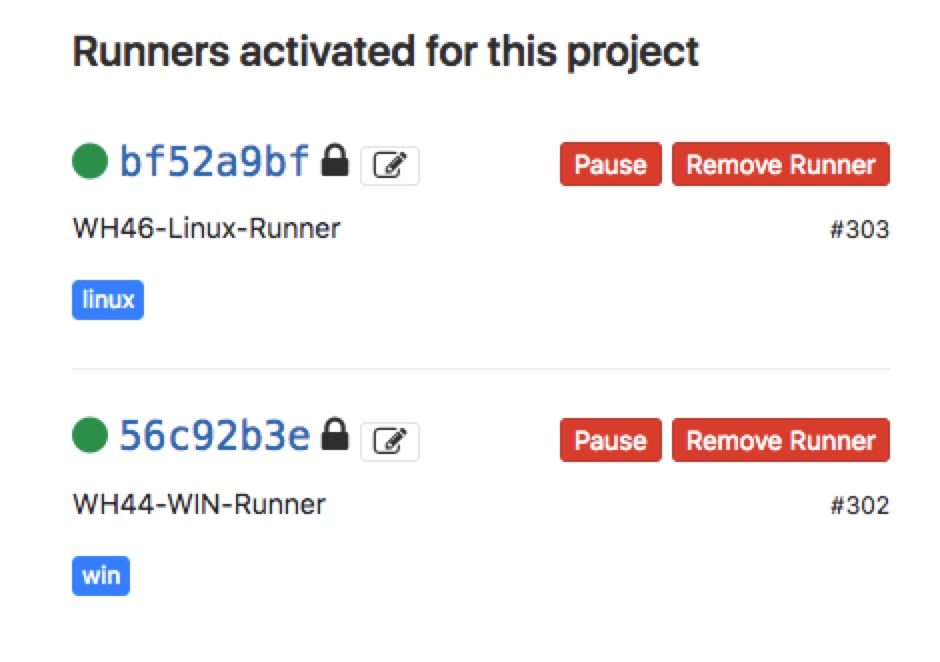 Runners activated for this project
bf52a9bf Pause Remove Runner
WH46-Linux-Runner #303
linux
56c92b3e Pause Remove Runner
WH44-WIN-Runner #302
win